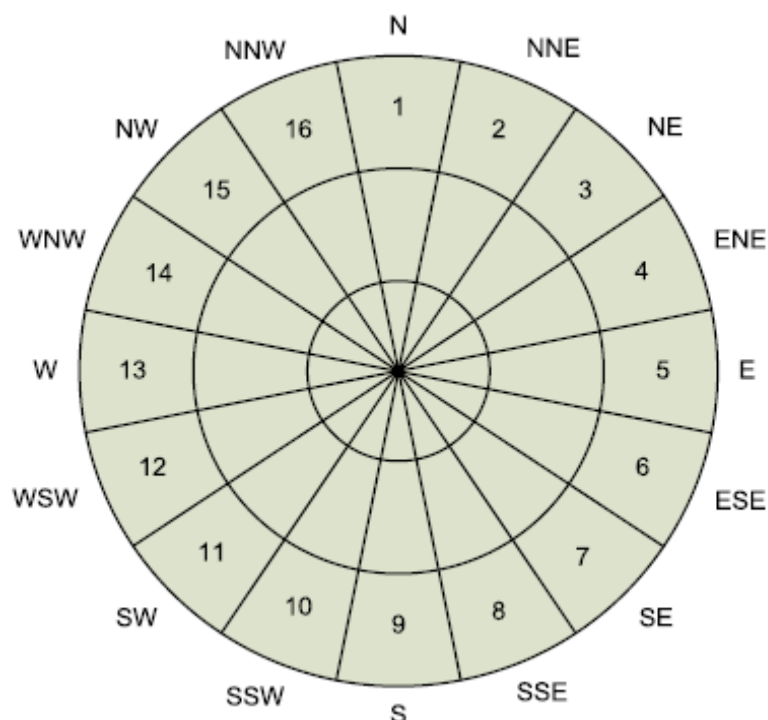 N
NNW NNE
16 1 2
NW NE
15 3
WNW ENE
14 4
W 13 5 E
12 6
WSW ESE
11 7
SW SE
10 9 8
SSW SSE
S